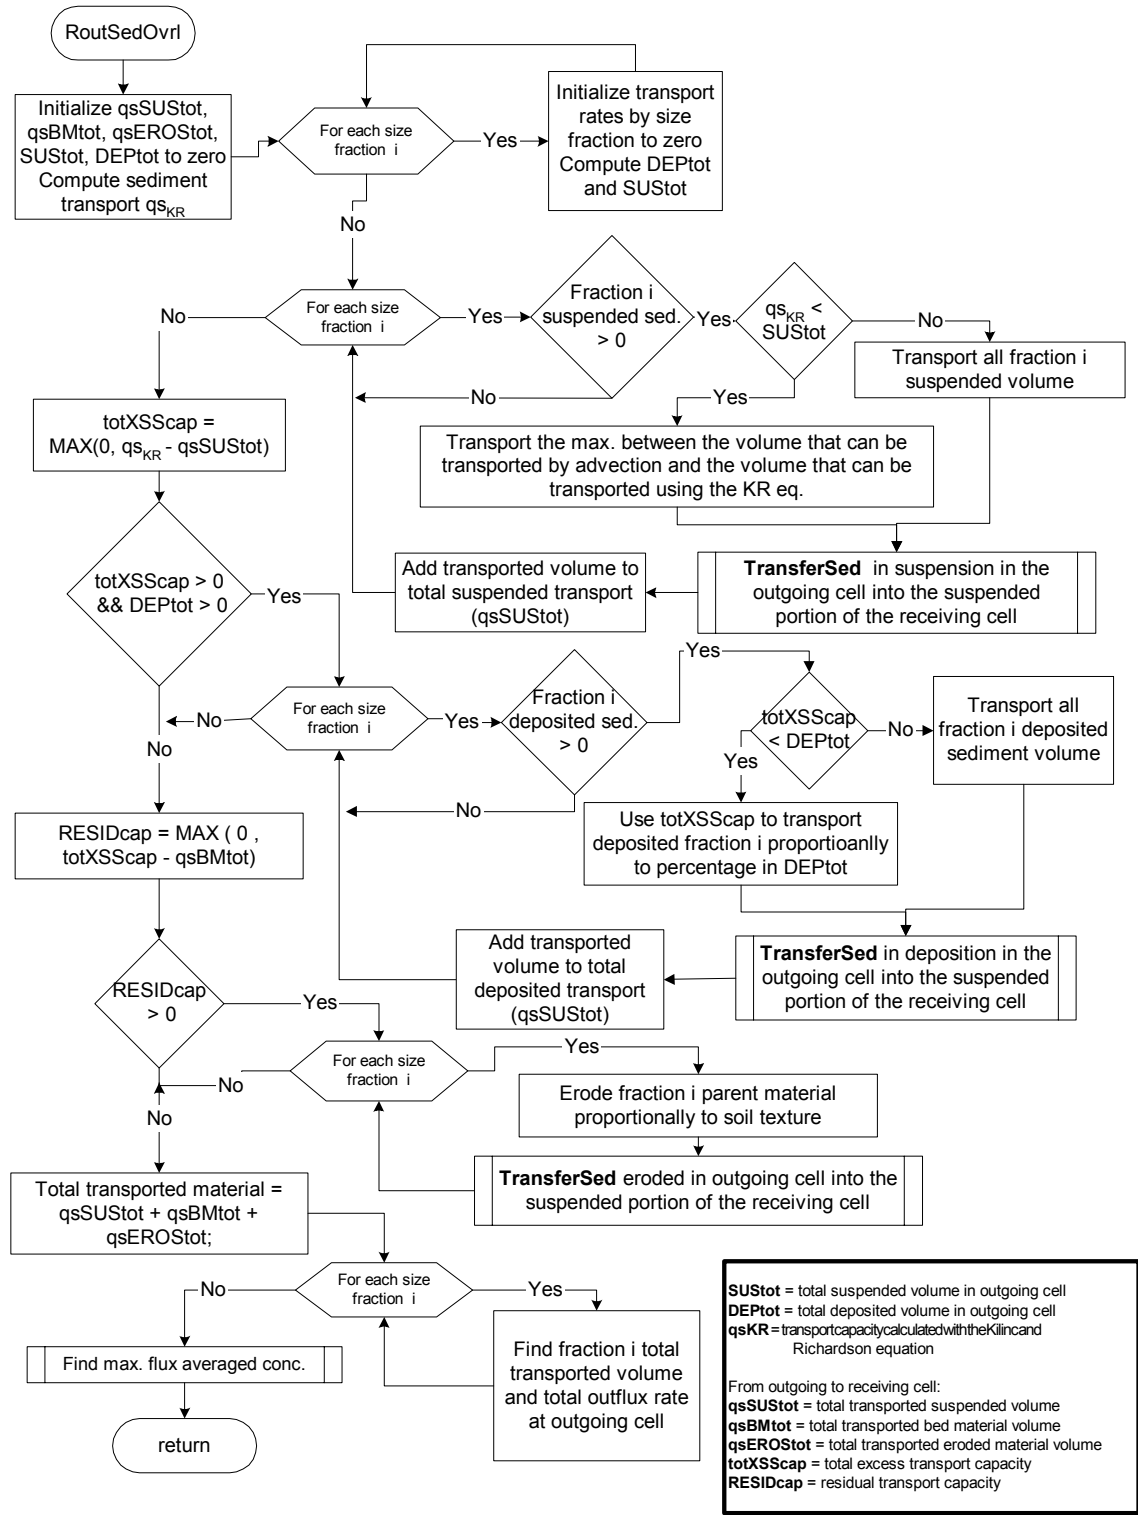 RoutSedOvrl
Initialize qsSUStot,
qsBMtot, qsEROStot,
SUStot, DEPtot to zero
Compute sediment
transport qsKR
For each size
fraction i
Yes
Initialize transport
rates by size
fraction to zero
Compute DEPtot
and SUStot
No
For each size
fraction i
No
Yes
Fraction i
suspended sed.
> 0
Yes
qsKR <
SUStot
No
Transport all fraction i
suspended volume
No
Yes
totXSScap =
MAX(0, qsKR - qsSUStot)
Transport the max. between the volume that can be
transported by advection and the volume that can be
transported using the KR eq.
totXSScap > 0
&& DEPtot > 0
Yes
Add transported volume to
total suspended transport
(qsSUStot)
TransferSed in suspension in the
outgoing cell into the suspended
portion of the receiving cell
For each size
fraction i
No
Yes
Fraction i
deposited sed.
> 0
Yes
totXSScap
< DEPtot
No
Transport all
fraction i deposited
sediment volume
No
Yes
No
RESIDcap = MAX ( 0 ,
totXSScap - qsBMtot)
Use totXSScap to transport
deposited fraction i proportioanlly
to percentage in DEPtot
Add transported
volume to total
deposited transport
(qsSUStot)
TransferSed in deposition in the
outgoing cell into the suspended
portion of the receiving cell
RESIDcap
> 0
Yes
For each size
fraction i
Yes
No
Erode fraction i parent material
proportionally to soil texture
No
TransferSed eroded in outgoing cell into the
suspended portion of the receiving cell
Total transported material =
qsSUStot + qsBMtot +
qsEROStot;
For each size
fraction i
No
Yes
Find max. flux averaged conc.
Find fraction i total
transported volume
and total outflux rate
at outgoing cell
return
SUStot = total suspended volume in outgoing cell
DEPtot = total deposited volume in outgoing cell
qsKR = transport capacity calculated with the Kilinc and
Richardson equation
From outgoing to receiving cell:
qsSUStot = total transported suspended volume
qsBMtot = total transported bed material volume
qsEROStot = total transported eroded material volume
totXSScap = total excess transport capacity
RESIDcap = residual transport capacity